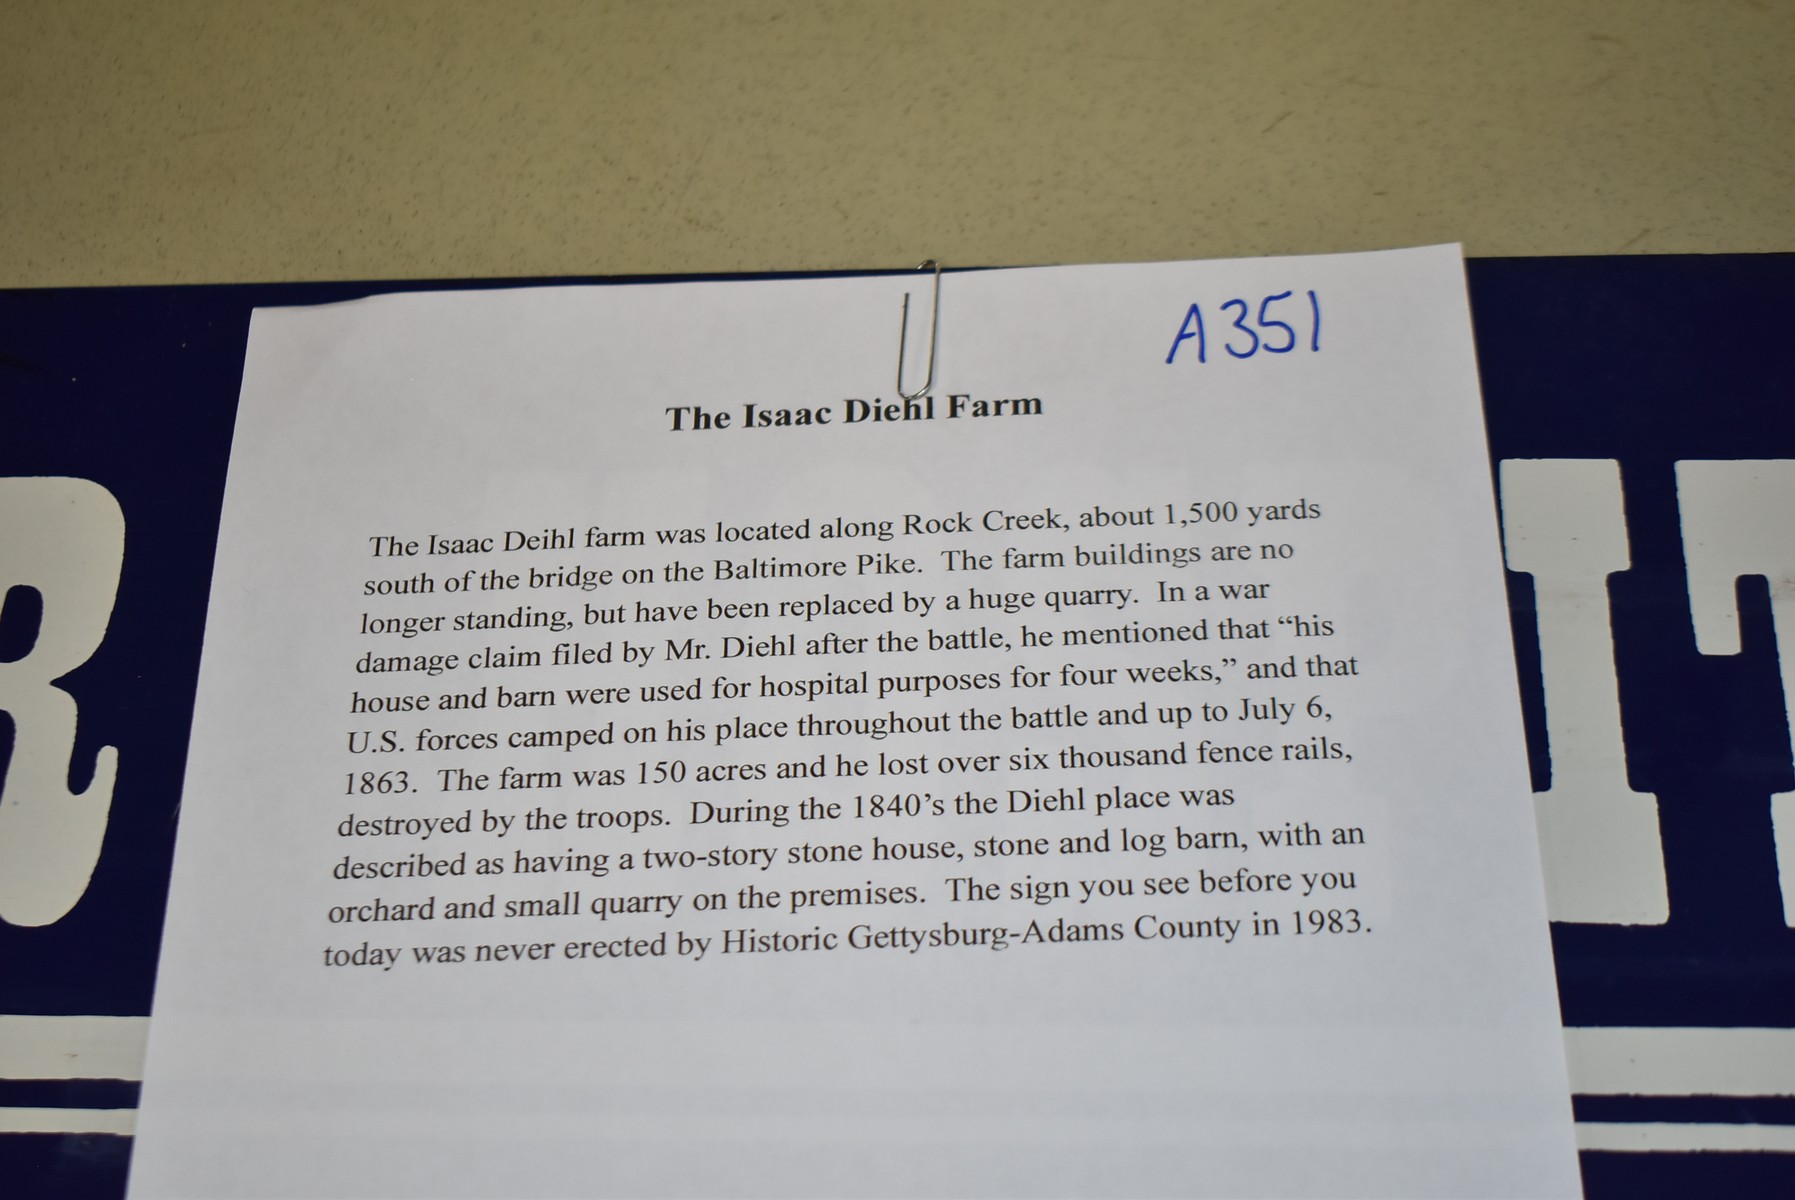 A351
The Isaac Diehl Farm
The Isaac Deihl farm was located along Rock Creek, about 1,500 yards
south of the bridge on the Baltimore Pike.  The farm buildings are no
longer standing, but have been replaced by a huge quarry.  In a war
damage claim filed by Mr. Diehl after the battle, he mentioned that “his
house and barn were used for hospital purposes for four weeks,” and that
U.S. forces camped on his place throughout the battle and up to July 6,
1863.  The farm was 150 acres and he lost over six thousand fence rails,
destroyed by the troops.  During the 1840’s the Diehl place was
described as having a two-story stone house, stone and log barn, with an
orchard and small quarry on the premises.  The sign you see before you
today was never erected by Historic Gettysburg-Adams County in 1983.